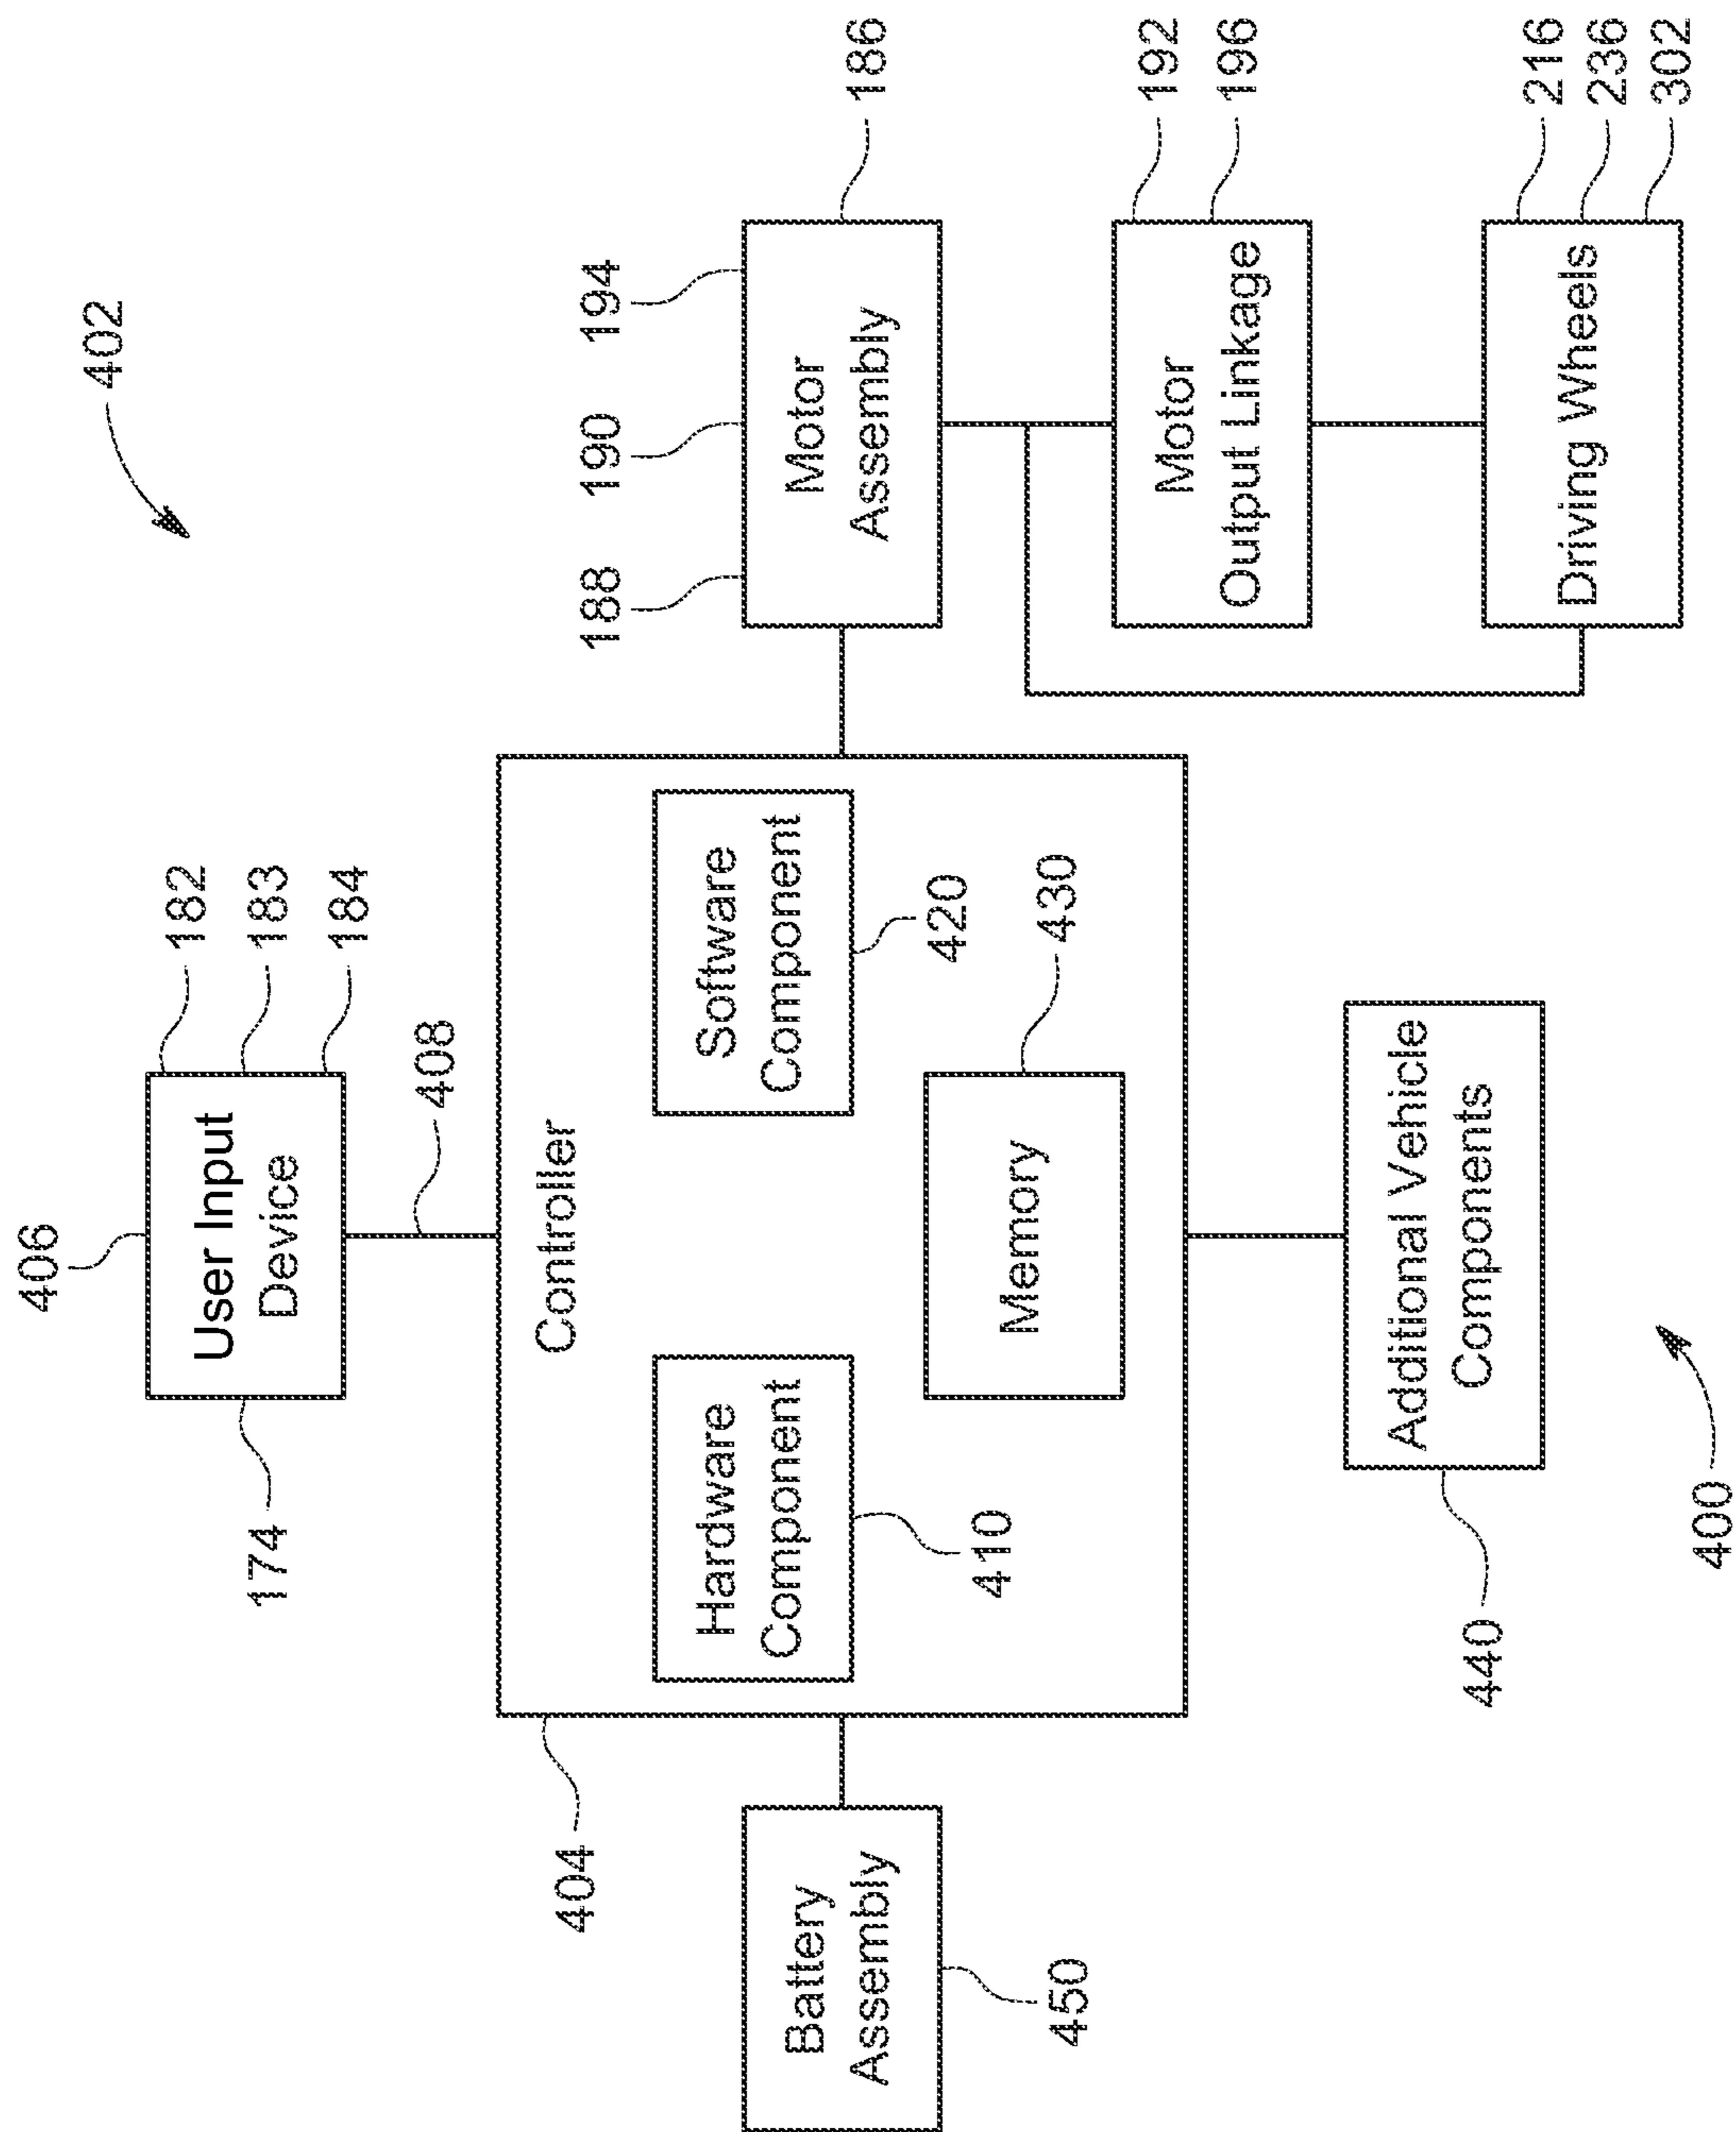 402
406
User Input
Device
182
183
184
174
408
404
Controller
Hardware
Component
410
Software
Component
420
Memory
430
Battery
Assembly
450
188
190
194
Motor
Assembly
186
Motor
Output Linkage
192
196
Driving Wheels
216
236
302
Additional Vehicle
Components
440
400